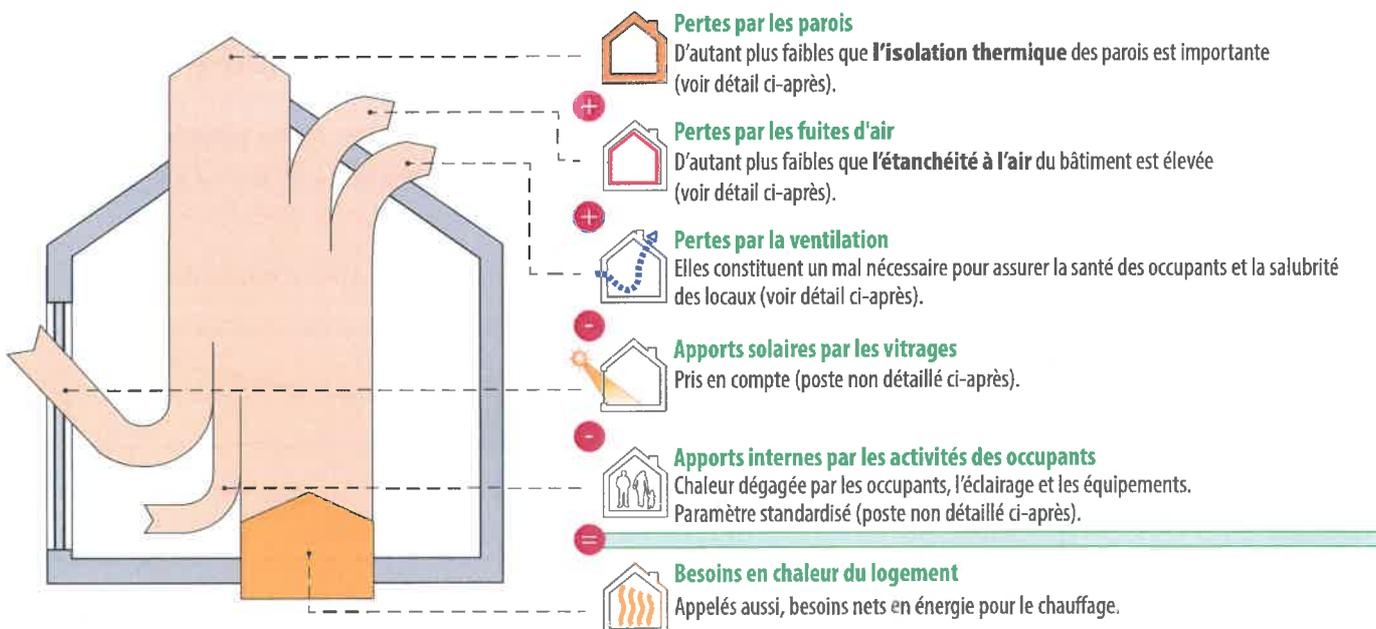 Pertes par les parois
D'autant plus faibles que l'isolation thermique des parois est importante
(voir détail ci-après).
+
Pertes par les fuites d'air
D'autant plus faibles que l'étanchéité à l'air du bâtiment est élevée
(voir détail ci-après).
+
Pertes par la ventilation
Elles constituent un mal nécessaire pour assurer la santé des occupants et la salubrité
des locaux (voir détail ci-après).
-
Apports solaires par les vitrages
Pris en compte (poste non détaillé ci-après).
-
Apports internes par les activités des occupants
Chaleur dégagée par les occupants, l'éclairage et les équipements.
Paramètre standardisé (poste non détaillé ci-après).
=
Besoins en chaleur du logement
Appelés aussi, besoins nets en énergie pour le chauffage.